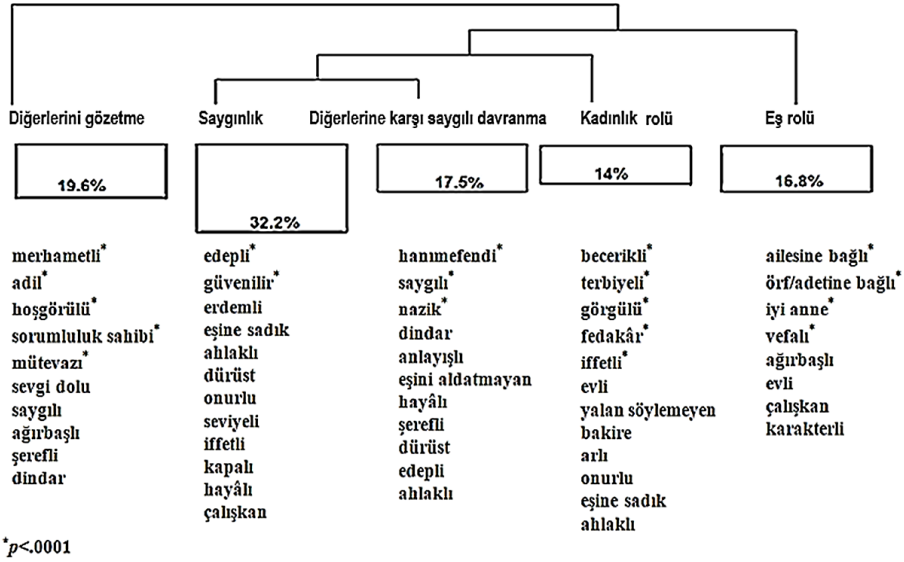 Diğerlerini gözetme
Saygınlık
Diğerlerine karşı saygılı davranma
Kadınlık rolü
Eş rolü
19.6%
32.2%
17.5%
14%
16.8%
merhametli*
adil*
hoşgörülü*
sorumluluk sahibi*
mütevazı*
sevgi dolu
saygılı
ağırbaşlı
şerefli
dindar
edepli*
güvenilir*
erdemli
eşine sadık
ahlaklı
dürüst
onurlu
seviyeli
iffetli
kapalı
hayâlı
çalışkan
hanımefendi*
saygılı*
nazik*
dindar
anlayışlı
eşini aldatmayan
hayâlı
şerefli
dürüst
edepli
ahlaklı
becerikli*
terbiyeli*
görgülü*
fedakâr*
iffetli*
evli
yalan söylemeyen
bakire
arlı
onurlu
eşine sadık
ahlaklı
ailesine bağlı*
örf/adetine bağlı*
iyi anne*
vefalı*
ağırbaşlı
evli
çalışkan
karakterli
*p<.0001